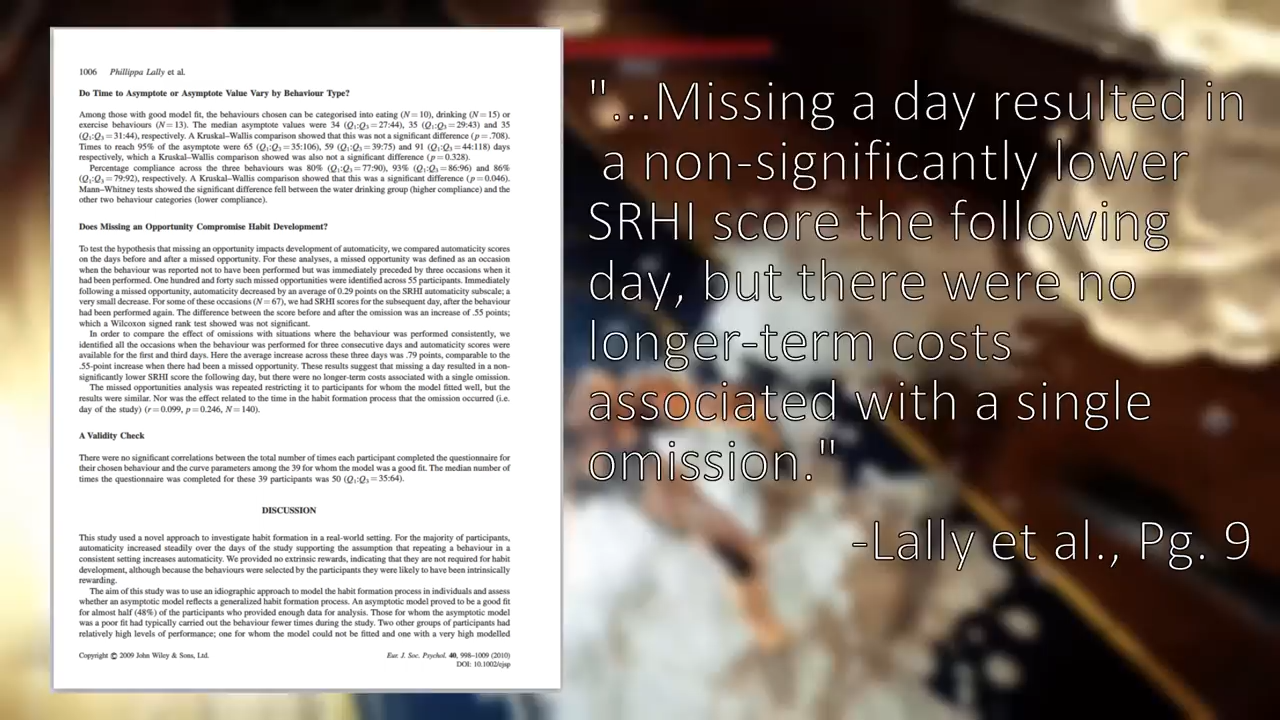 1006 Phillippa Lally et al.
Do Time to Asymptote or Asymptote Value Vary by Behaviour Type?
Among those with good model fit, the behaviours chosen can be categorised into eating (N = 10), drinking (N = 15) or
exercise behaviours (N = 13). The median asymptote values were 34 (Q₁:Q₃ = 27:44), 35 (Q₁:Q₃ = 29:43) and 35
(Q₁:Q₃ = 31:44), respectively. A Kruskal–Wallis comparison showed that this was not a significant difference (p = .708).
Times to reach 95% of the asymptote were 65 (Q₁:Q₃ = 35:106), 59 (Q₁:Q₃ = 39:75) and 91 (Q₁:Q₃ = 44:118) days
respectively, which a Kruskal–Wallis comparison showed was also not a significant difference (p = 0.328).
Percentage compliance across the three behaviours was 80% (Q₁:Q₃ = 77:90), 93% (Q₁:Q₃ = 86:96) and 86%
(Q₁:Q₃ = 79:92), respectively. A Kruskal–Wallis comparison showed that this was a significant difference (p = 0.046).
Mann–Whitney tests showed the significant difference fell between the water drinking group (higher compliance) and the
other two behaviour categories (lower compliance).
Does Missing an Opportunity Compromise Habit Development?
To test the hypothesis that missing an opportunity impacts development of automaticity, we compared automaticity scores
on the days before and after a missed opportunity. For these analyses, a missed opportunity was defined as an occasion
when the behaviour was reported not to have been performed but was immediately preceded by three occasions when it
had been performed. One hundred and forty such missed opportunities were identified across 55 participants. Immediately
following a missed opportunity, automaticity decreased by an average of 0.29 points on the SRHI automaticity subscale; a
very small decrease. For some of these occasions (N = 67), we had SRHI scores for the subsequent day, after the behaviour
had been performed again. The difference between the score before and after the omission was an increase of .55 points;
which a Wilcoxon signed rank test showed was not significant.
In order to compare the effect of omissions with situations where the behaviour was performed consistently, we
identified all the occasions when the behaviour was performed for three consecutive days and automaticity scores were
available for the first and third days. Here the average increase across these three days was .79 points, comparable to the
.55-point increase when there had been a missed opportunity. These results suggest that missing a day resulted in a non-
significantly lower SRHI score the following day, but there were no longer-term costs associated with a single omission.
The missed opportunities analysis was repeated restricting it to participants for whom the model fitted well, but the
results were similar. Nor was the effect related to the time in the habit formation process that the omission occurred (i.e.
day of the study) (r = 0.099, p = 0.246, N = 140).
A Validity Check
There were no significant correlations between the total number of times each participant completed the questionnaire for
their chosen behaviour and the curve parameters among the 39 for whom the model was a good fit. The median number of
times the questionnaire was completed for these 39 participants was 50 (Q₁:Q₃ = 35:64).
DISCUSSION
This study used a novel approach to investigate habit formation in a real-world setting. For the majority of participants,
automaticity increased steadily over the days of the study supporting the assumption that repeating a behaviour in a
consistent setting increases automaticity. We provided no extrinsic rewards, indicating that they are not required for habit
development, although because the behaviours were selected by the participants they were likely to have been intrinsically
rewarding.
The aim of this study was to use an idiographic approach to model the habit formation process in individuals and assess
whether an asymptotic model reflects a generalized habit formation process. An asymptotic model proved to be a good fit
for almost half (48%) of the participants who provided enough data for analysis. Those for whom the asymptotic model
was a poor fit had typically carried out the behaviour fewer times during the study. Two other groups of participants had
relatively high levels of performance; one for whom the model could not be fitted and one with a very high modelled
Copyright © 2009 John Wiley & Sons, Ltd.
Eur. J. Soc. Psychol. 40, 998–1009 (2010)
DOI: 10.1002/ejsp
"...Missing a day resulted in
a non-significantly lower
SRHI score the following
day, but there were no
longer-term costs
associated with a single
omission."
-Lally et al., Pg. 9